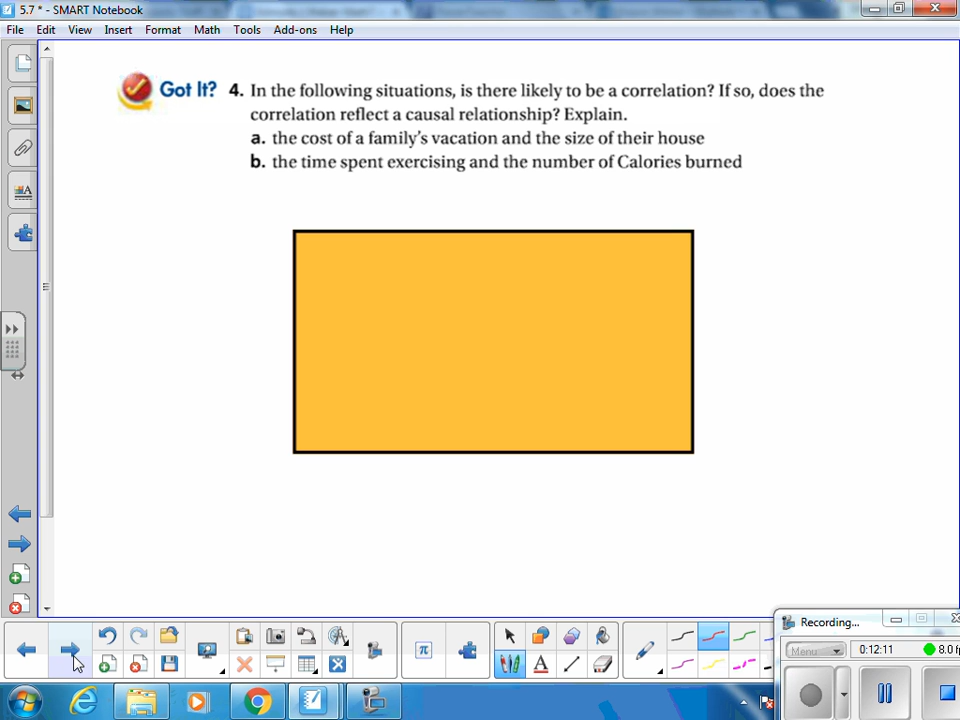 5.7 * - SMART Notebook
File Edit View Insert Format Math Tools Add-ons Help
Got It? 4. In the following situations, is there likely to be a correlation? If so, does the
correlation reflect a causal relationship? Explain.
a. the cost of a family's vacation and the size of their house
b. the time spent exercising and the number of Calories burned
Recording...
Menu 0:12:11 8.0 f
π
A